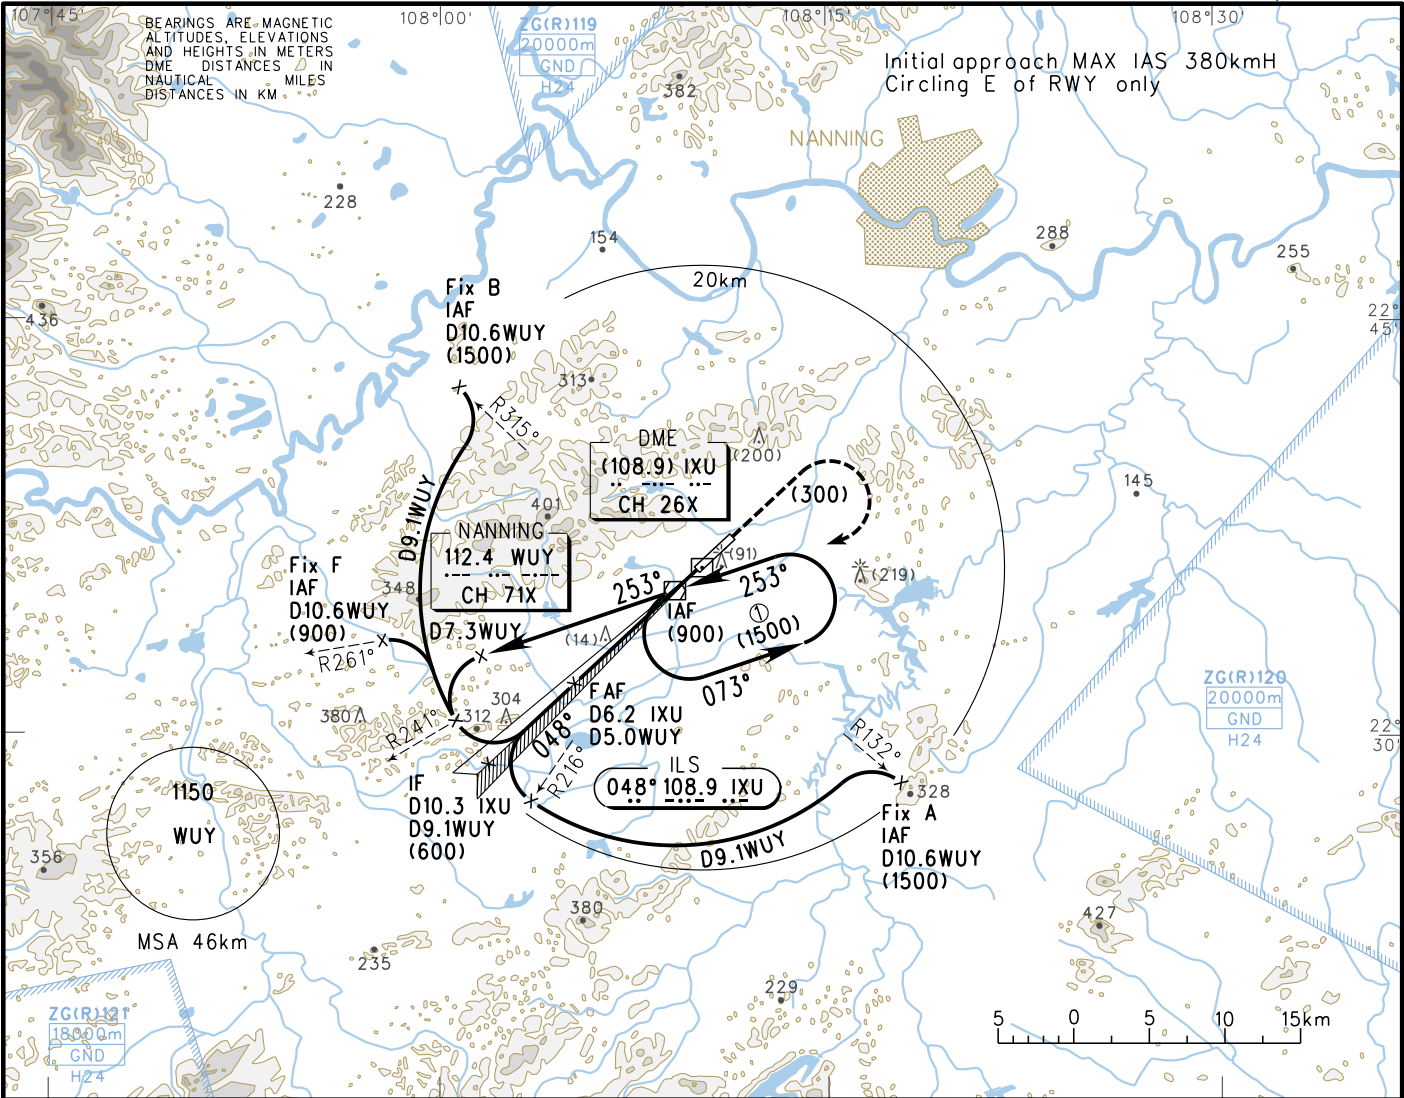 107°45'
108°00'
108°15'
108°30'
BEARINGS ARE MAGNETIC
ALTITUDES, ELEVATIONS
AND HEIGHTS IN METERS
DME DISTANCES IN
NAUTICAL MILES
DISTANCES IN KM
ZG(R)119
20000m
GND
H24
Initial approach MAX IAS 380kmH
Circling E of RWY only
382
NANNING
400
300
200
228
154
288
255
436
20km
22°
45'
Fix B
IAF
D10.6WUY
(1500)
313
R315°
DME
(108.9) IXU
CH 26X
(200)
(300)
145
D9.1WUY
401
NANNING
112.4 WUY
CH 71X
(91)
(219)
Fix F
IAF
D10.6WUY
(900)
R261°
348
253°
253°
IAF
(900)
1
(1500)
073°
D7.3WUY
(14)
FAF
D6.2 IXU
D5.0WUY
304
312
380
R241°
048°
R216°
R132°
ILS
048° 108.9 IXU
ZG(R)120
20000m
GND
H24
22°
30'
IF
D10.3 IXU
D9.1WUY
(600)
328
Fix A
IAF
D10.6WUY
(1500)
D9.1WUY
1150
WUY
MSA 46km
356
380
427
235
229
ZG(R)121
18000m
GND
H24
5 0 5 10 15km